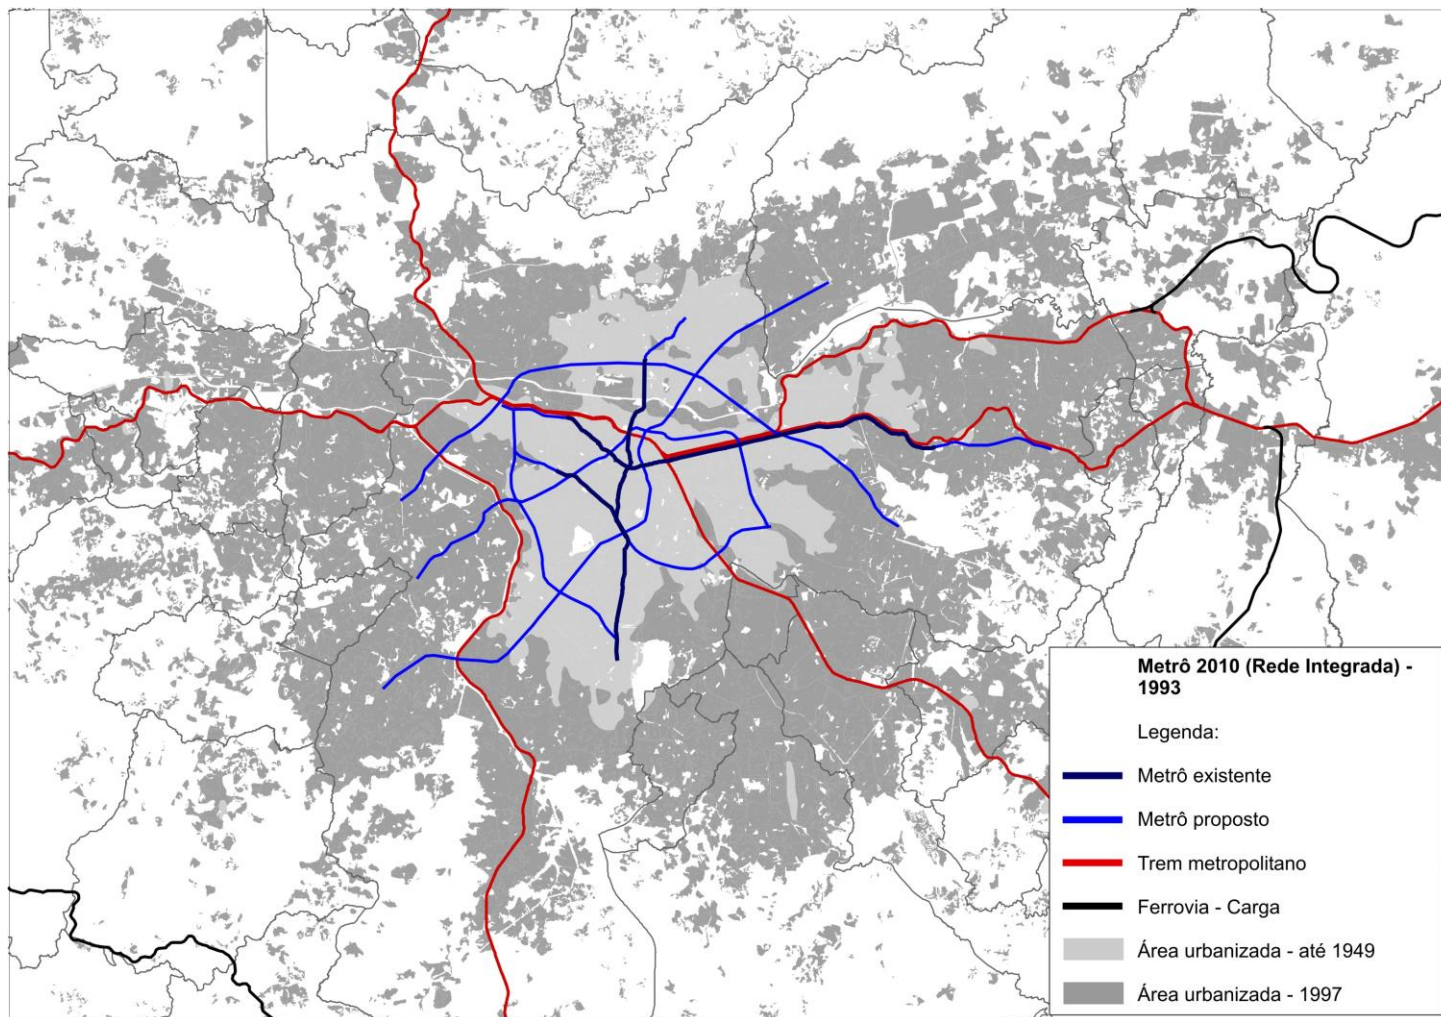 Metrô 2010 (Rede Integrada) -
1993
Legenda:
Metrô existente
Metrô proposto
Trem metropolitano
Ferrovia - Carga
Área urbanizada - até 1949
Área urbanizada - 1997